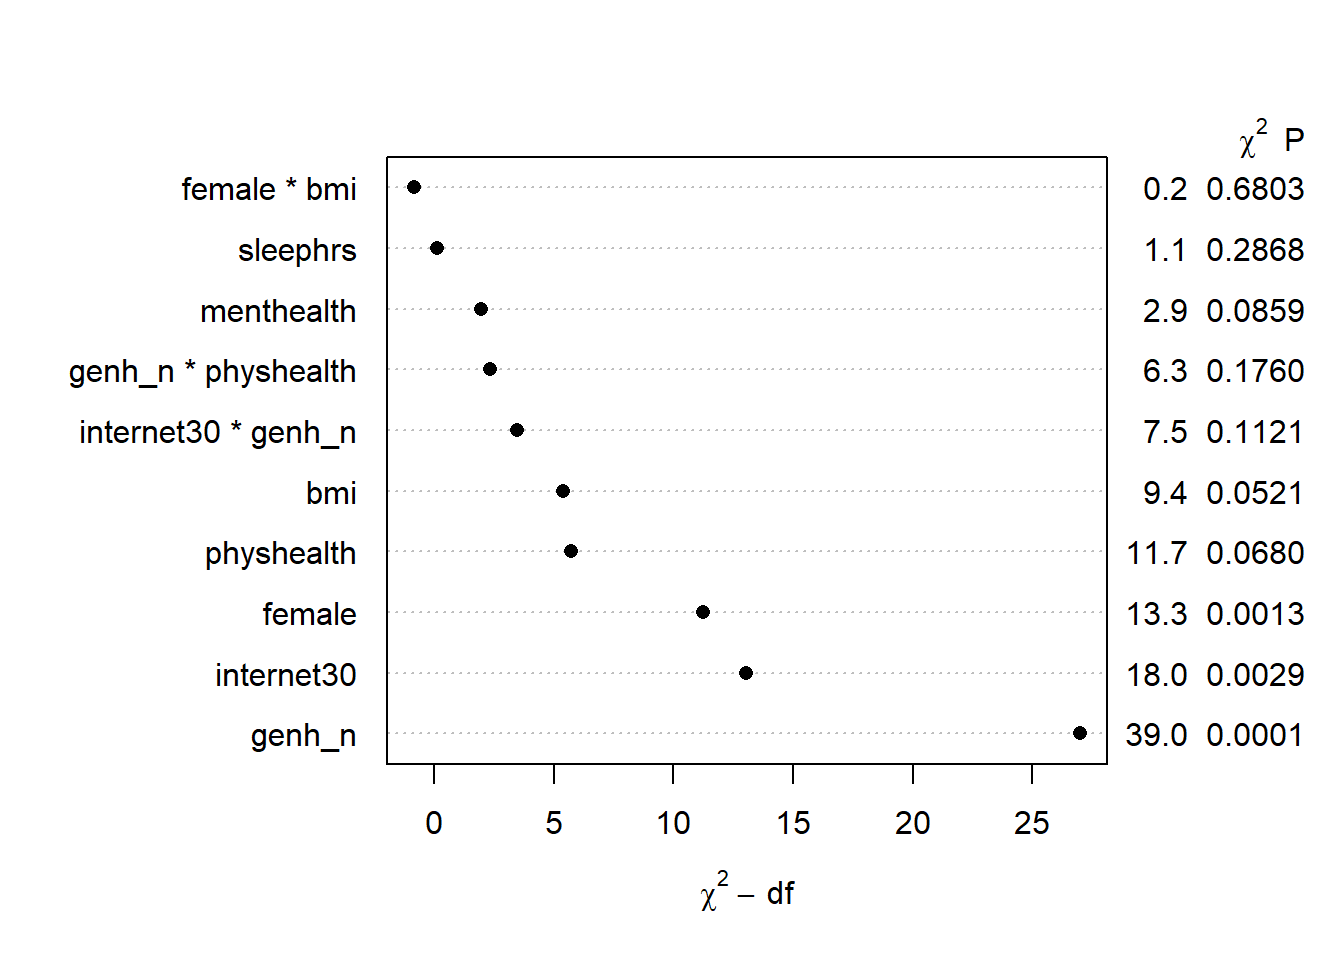 χ² P
female * bmi 0.2 0.6803
sleephrs 1.1 0.2868
menthealth 2.9 0.0859
genh_n * physhealth 6.3 0.1760
internet30 * genh_n 7.5 0.1121
bmi 9.4 0.0521
physhealth 11.7 0.0680
female 13.3 0.0013
internet30 18.0 0.0029
genh_n 39.0 0.0001
0 5 10 15 20 25
χ² − df